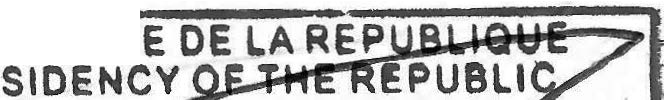 E DE LA REPUBLIQUE
SIDENCY OF THE REPUBLIC